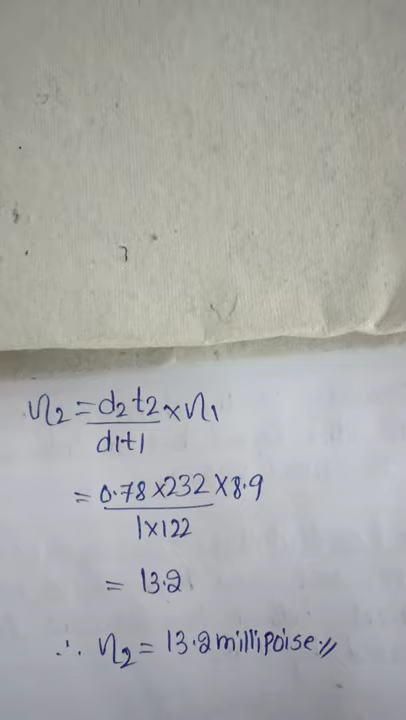 η₂ = d₂t₂ × η₁
d₁t₁
= 0.78 × 232 × 8.9
1 × 122
= 13.2
∴ η₂ = 13.2 millipoise //